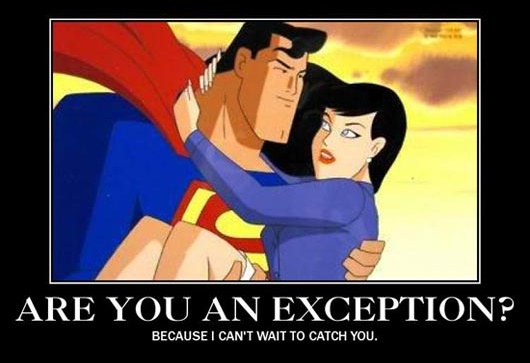 ARE YOU AN EXCEPTION?
BECAUSE I CAN'T WAIT TO CATCH YOU.